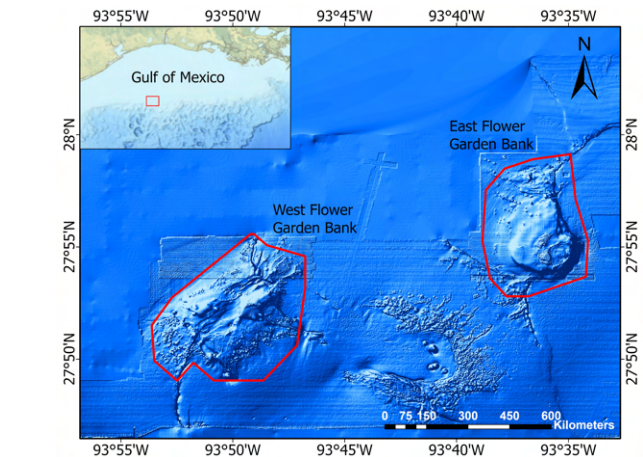 93°55'W 93°50'W 93°45'W 93°40'W 93°35'W
N
Gulf of Mexico
East Flower
Garden Bank
28°N
28°N
West Flower
Garden Bank
27°55'N
27°55'N
27°50'N
27°50'N
0 75 150 300 450 600
Kilometers
93°55'W 93°50'W 93°45'W 93°40'W 93°35'W